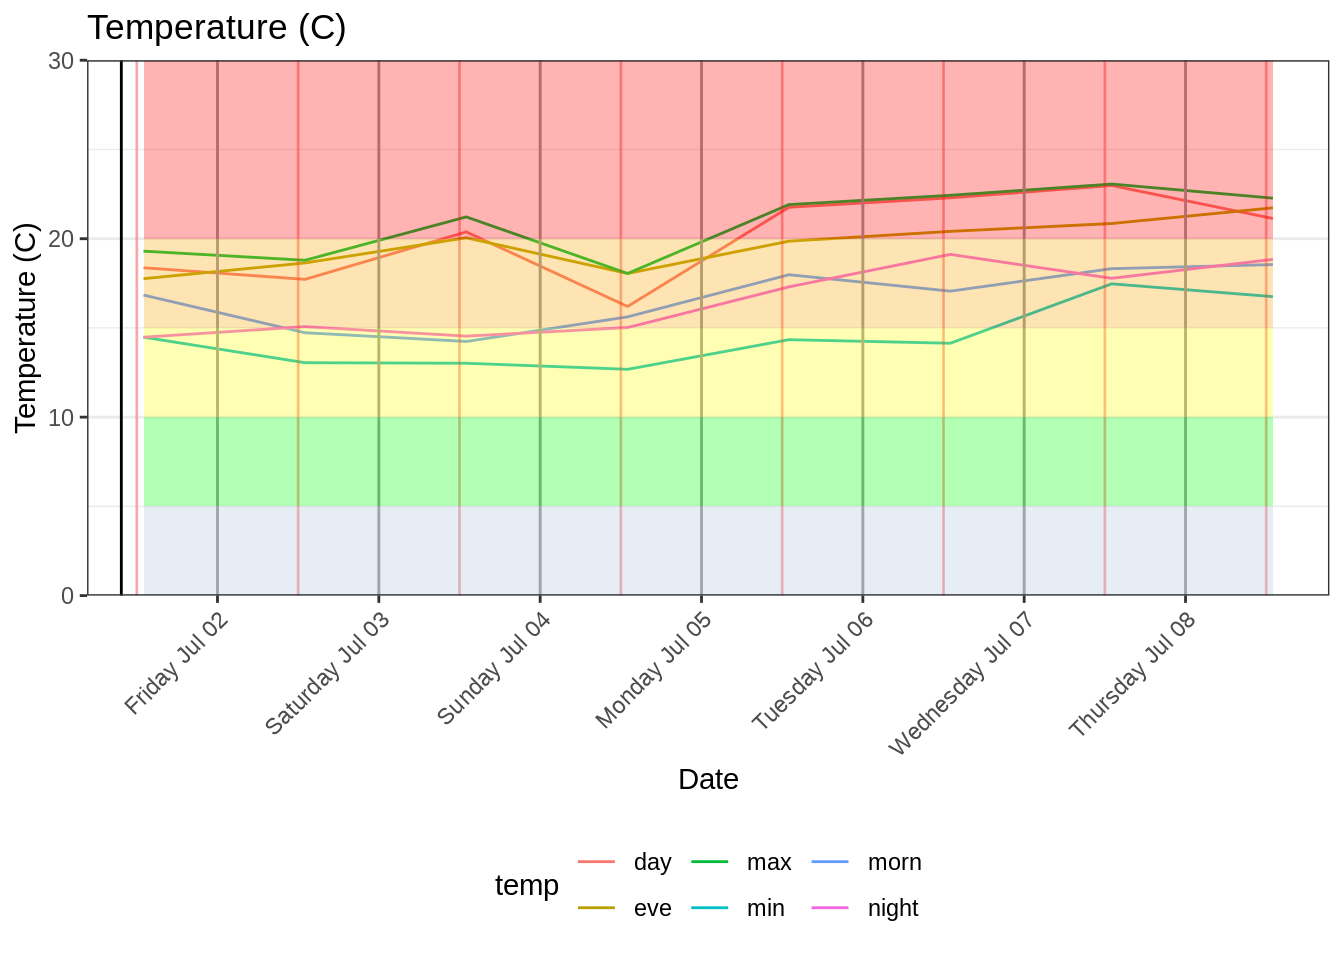 Temperature (C)
Temperature (C)
30
20
10
0
Friday Jul 02
Saturday Jul 03
Sunday Jul 04
Monday Jul 05
Tuesday Jul 06
Wednesday Jul 07
Thursday Jul 08
Date
temp
day
max
morn
eve
min
night